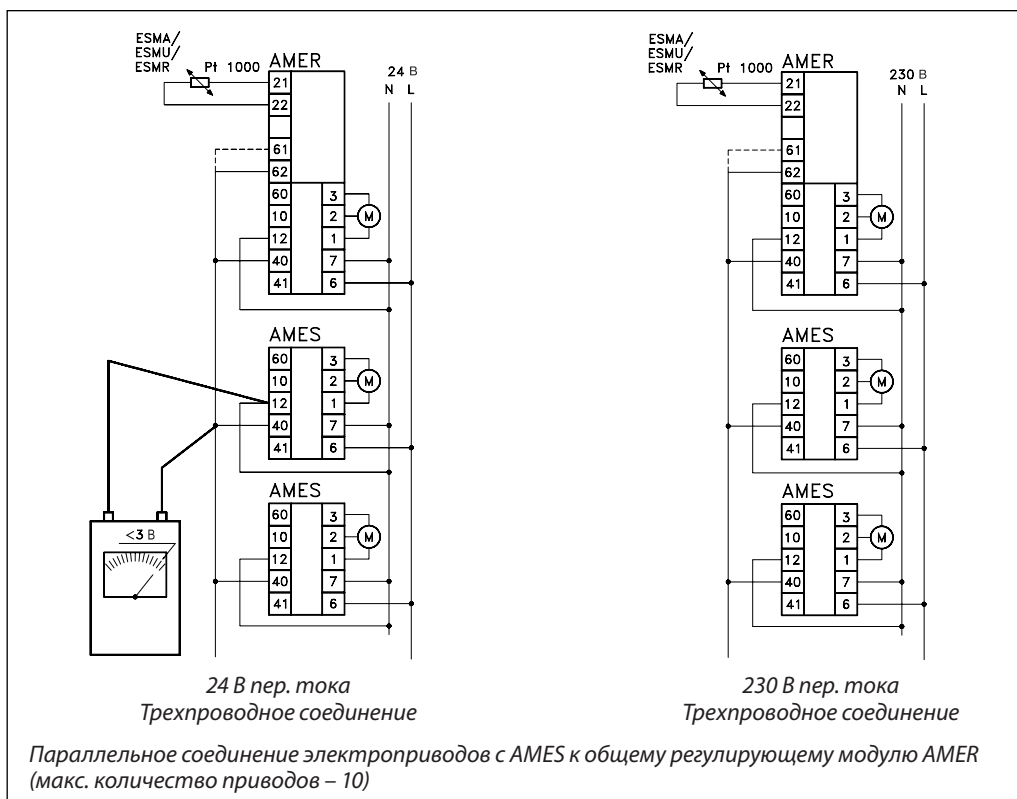 ESMA/
ESMU/
ESMR Pt 1000
AMER
24 В
N L
21
22
61
62
60 3
10 2 M
12 1
40 7
41 6
AMES
60 3
10 2 M
12 1
40 7
41 6
AMES
60 3
10 2 M
12 1
40 7
41 6
<3 В
24 В пер. тока
Трехпроводное соединение
ESMA/
ESMU/
ESMR Pt 1000
AMER
230 В
N L
21
22
61
62
60 3
10 2 M
12 1
40 7
41 6
AMES
60 3
10 2 M
12 1
40 7
41 6
AMES
60 3
10 2 M
12 1
40 7
41 6
230 В пер. тока
Трехпроводное соединение
Параллельное соединение электроприводов с AMES к общему регулирующему модулю AMER
(макс. количество приводов – 10)